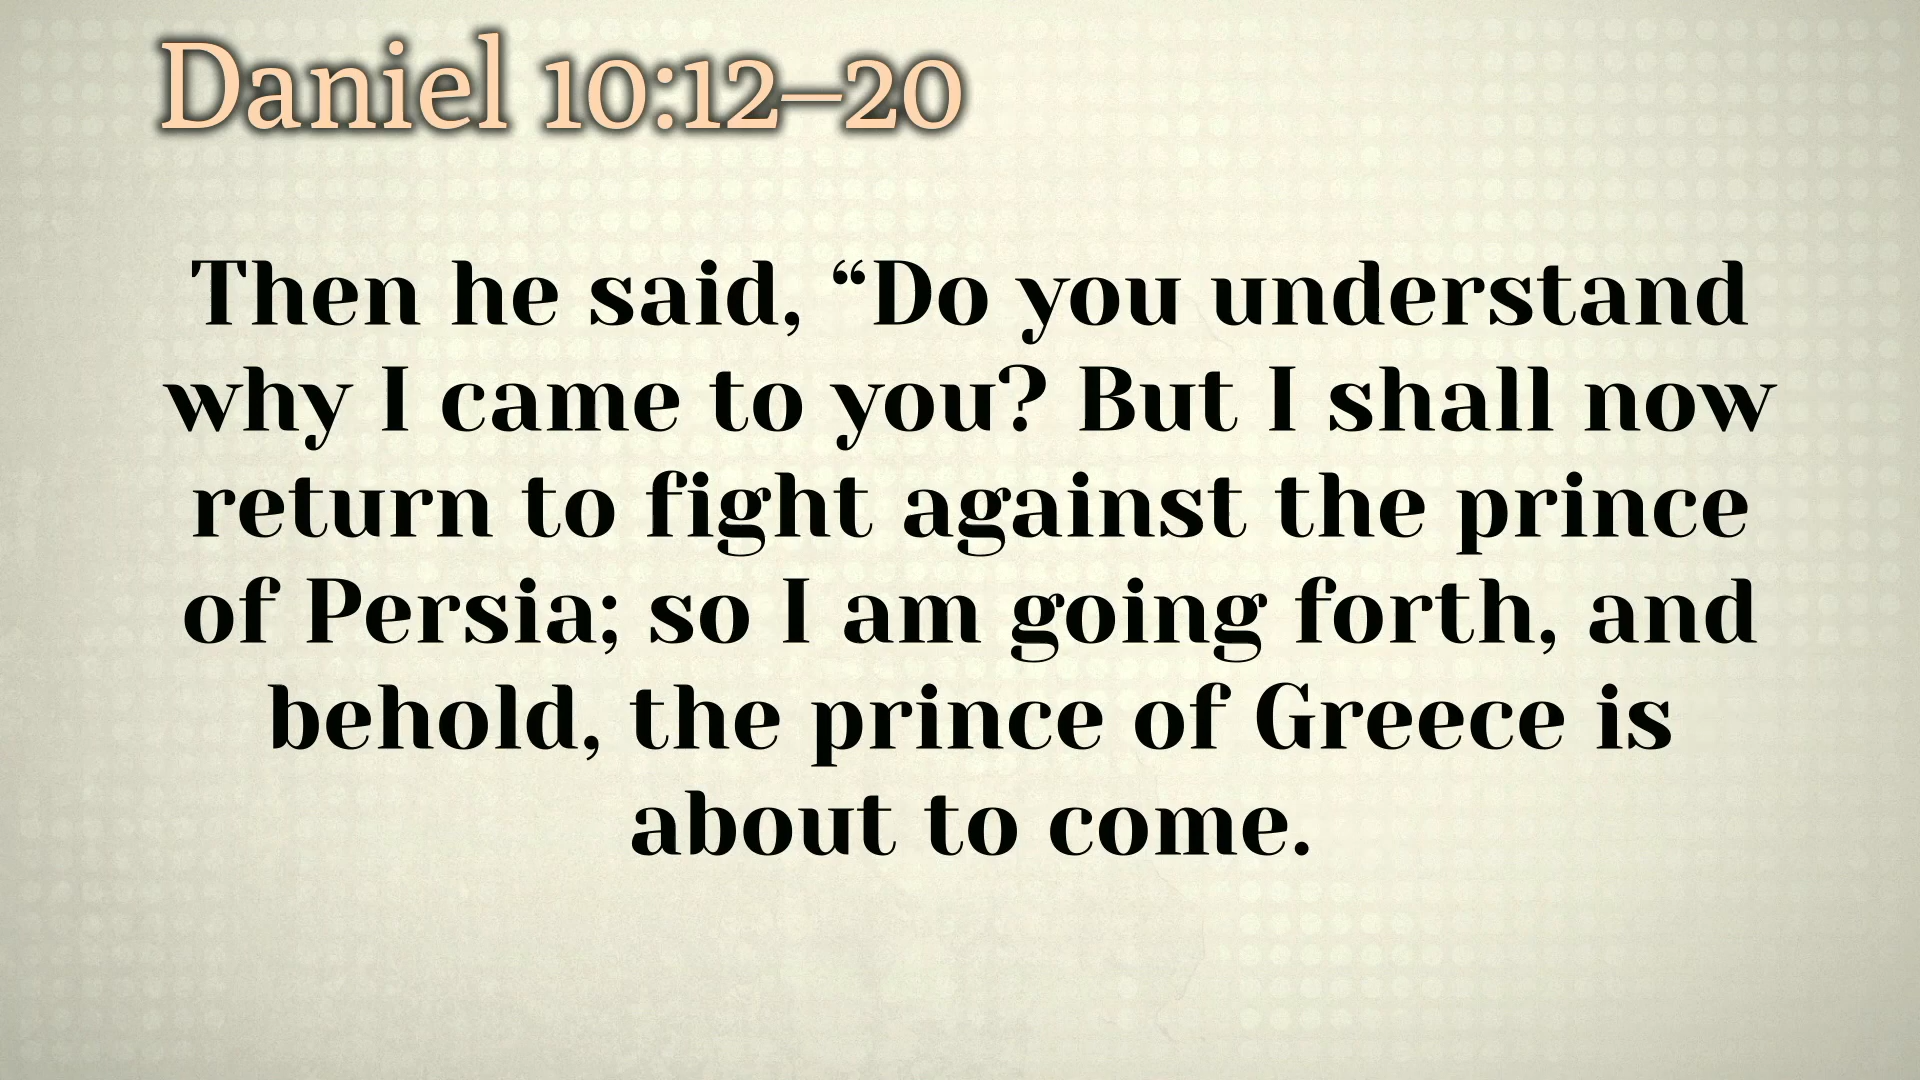 Daniel 10:12–20
Then he said, “Do you understand
why I came to you? But I shall now
return to fight against the prince
of Persia; so I am going forth, and
behold, the prince of Greece is
about to come.